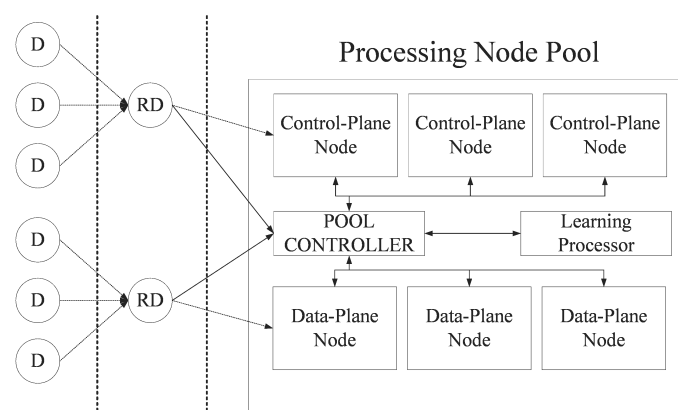 Processing Node Pool
D
D
D
RD
D
D
D
RD
Control-Plane
Node
Control-Plane
Node
Control-Plane
Node
POOL
CONTROLLER
Learning
Processor
Data-Plane
Node
Data-Plane
Node
Data-Plane
Node